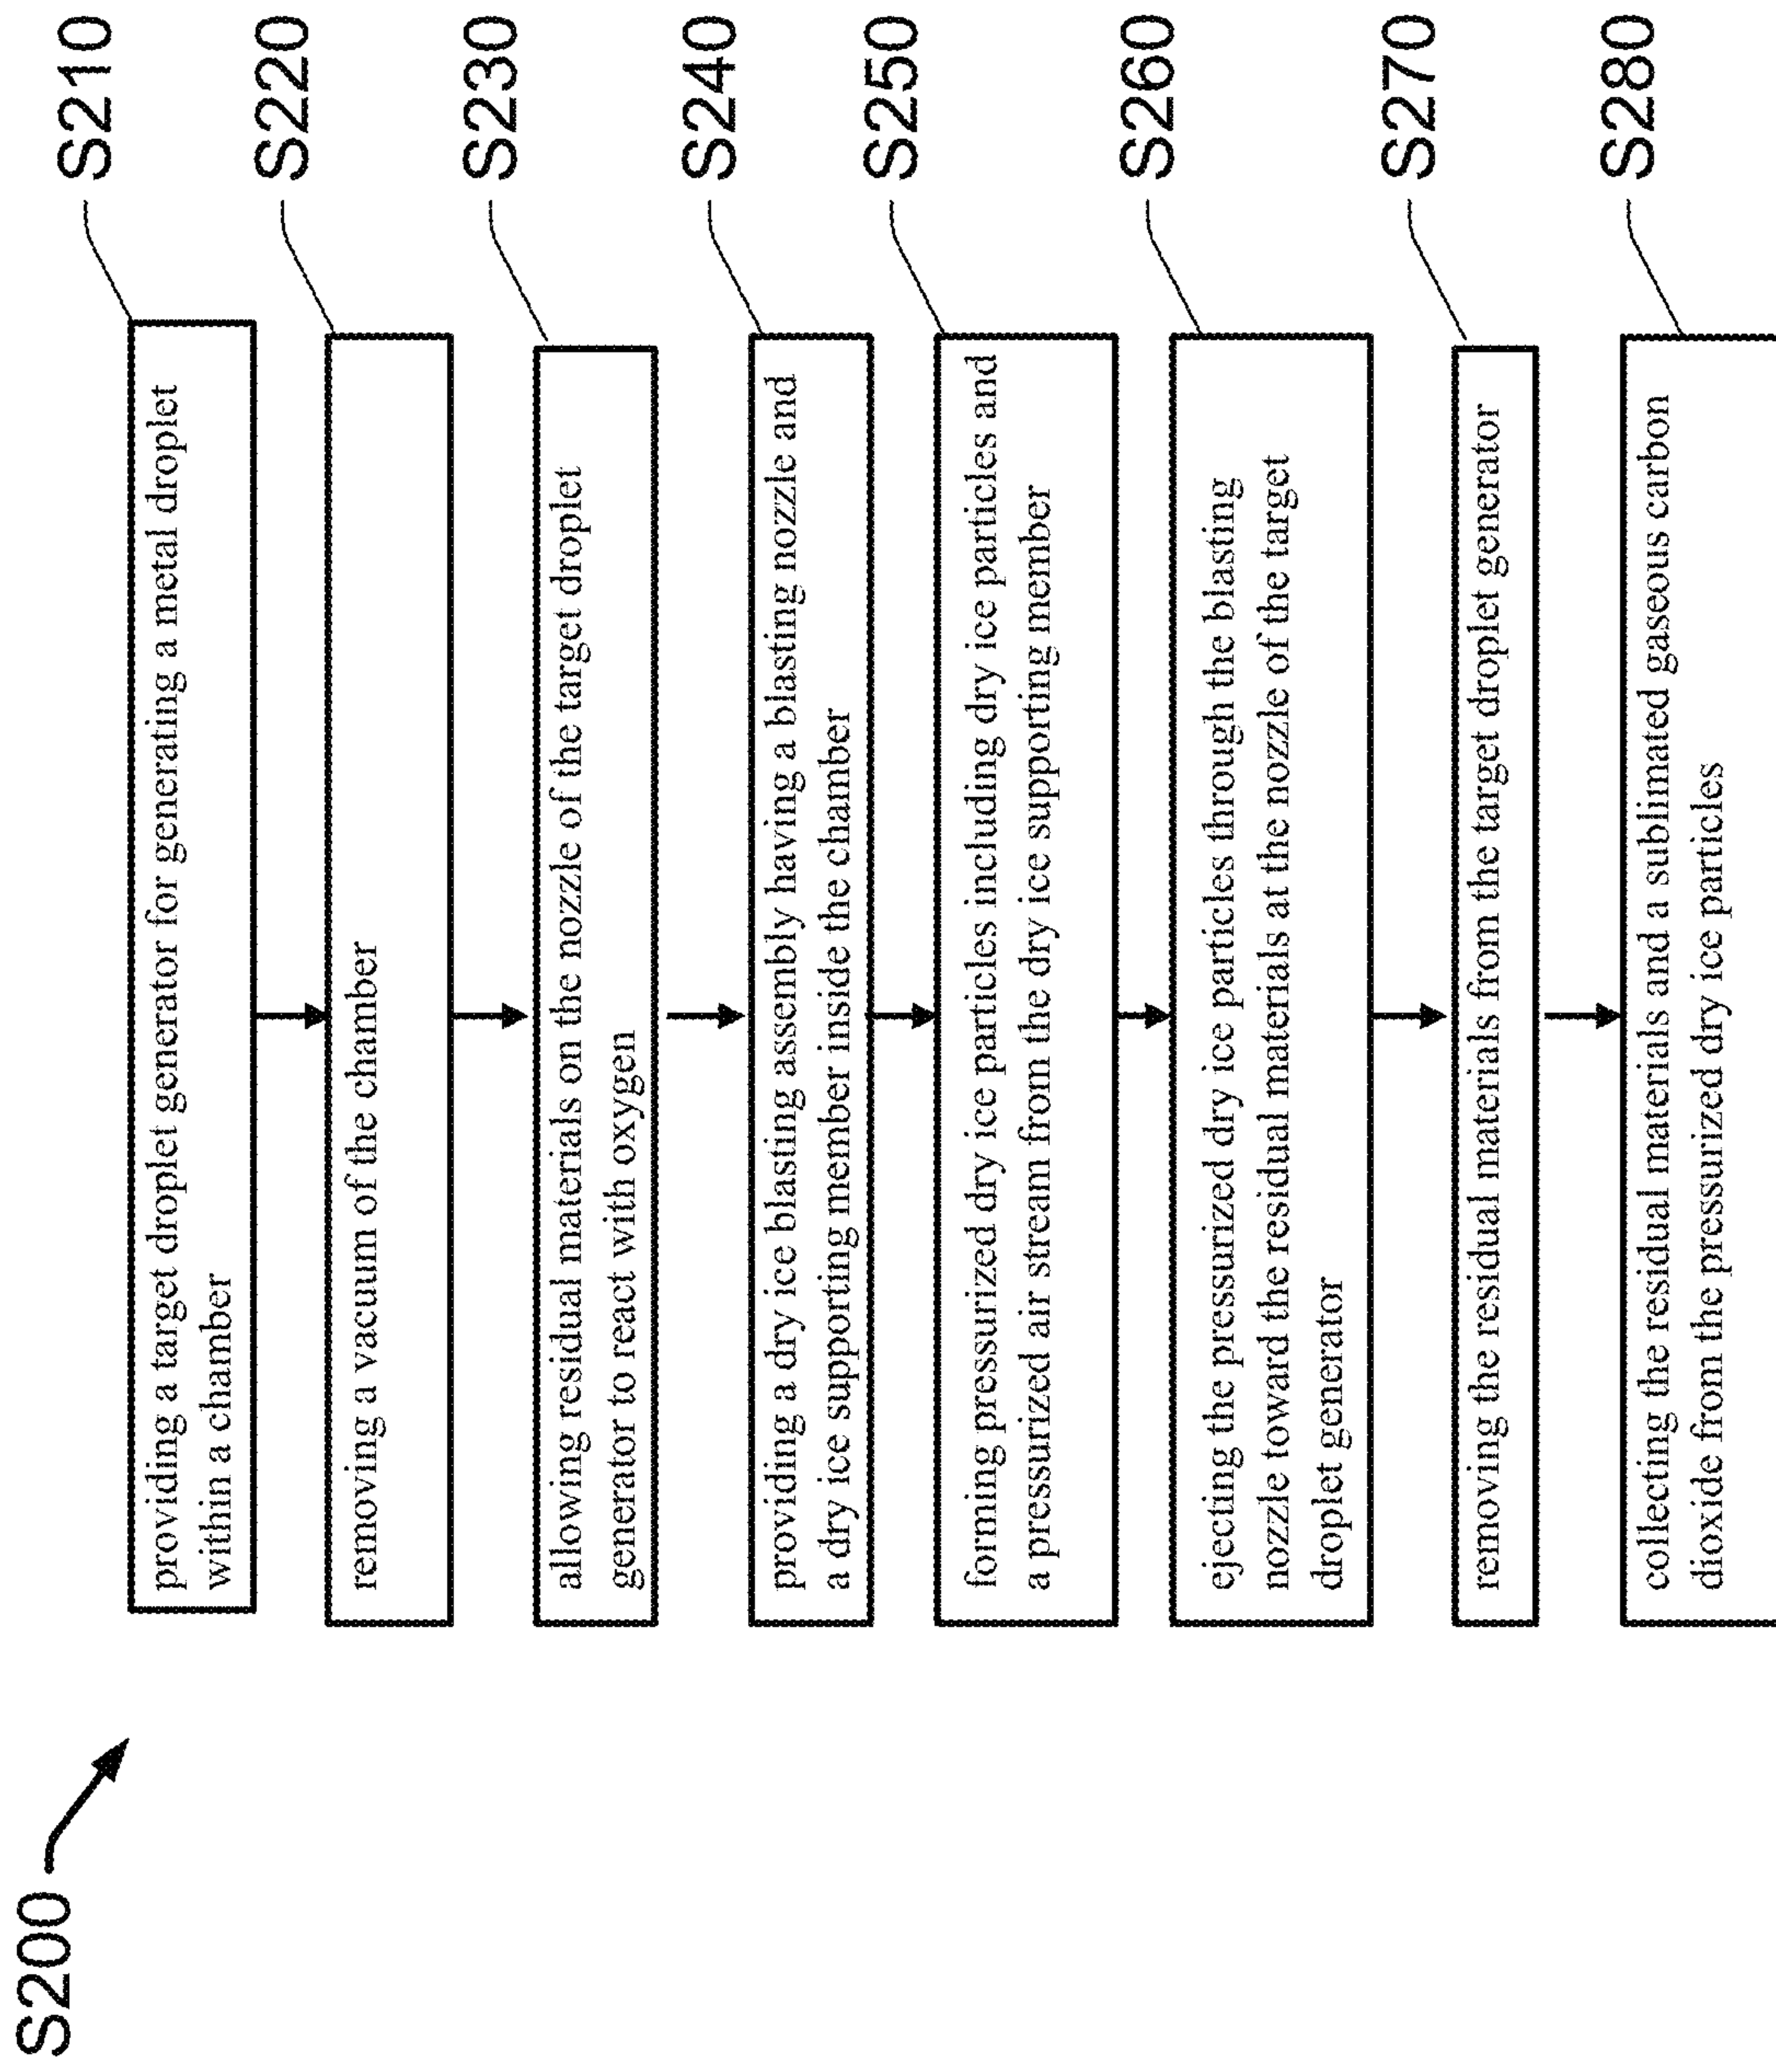 S200
S210
providing a target droplet generator for generating a metal droplet
within a chamber
S220
removing a vacuum of the chamber
S230
allowing residual materials on the nozzle of the target droplet
generator to react with oxygen
S240
providing a dry ice blasting assembly having a blasting nozzle and
a dry ice supporting member inside the chamber
S250
forming pressurized dry ice particles including dry ice particles and
a pressurized air stream from the dry ice supporting member
S260
ejecting the pressurized dry ice particles through the blasting
nozzle toward the residual materials at the nozzle of the target
droplet generator
S270
removing the residual materials from the target droplet generator
S280
collecting the residual materials and a sublimated gaseous carbon
dioxide from the pressurized dry ice particles